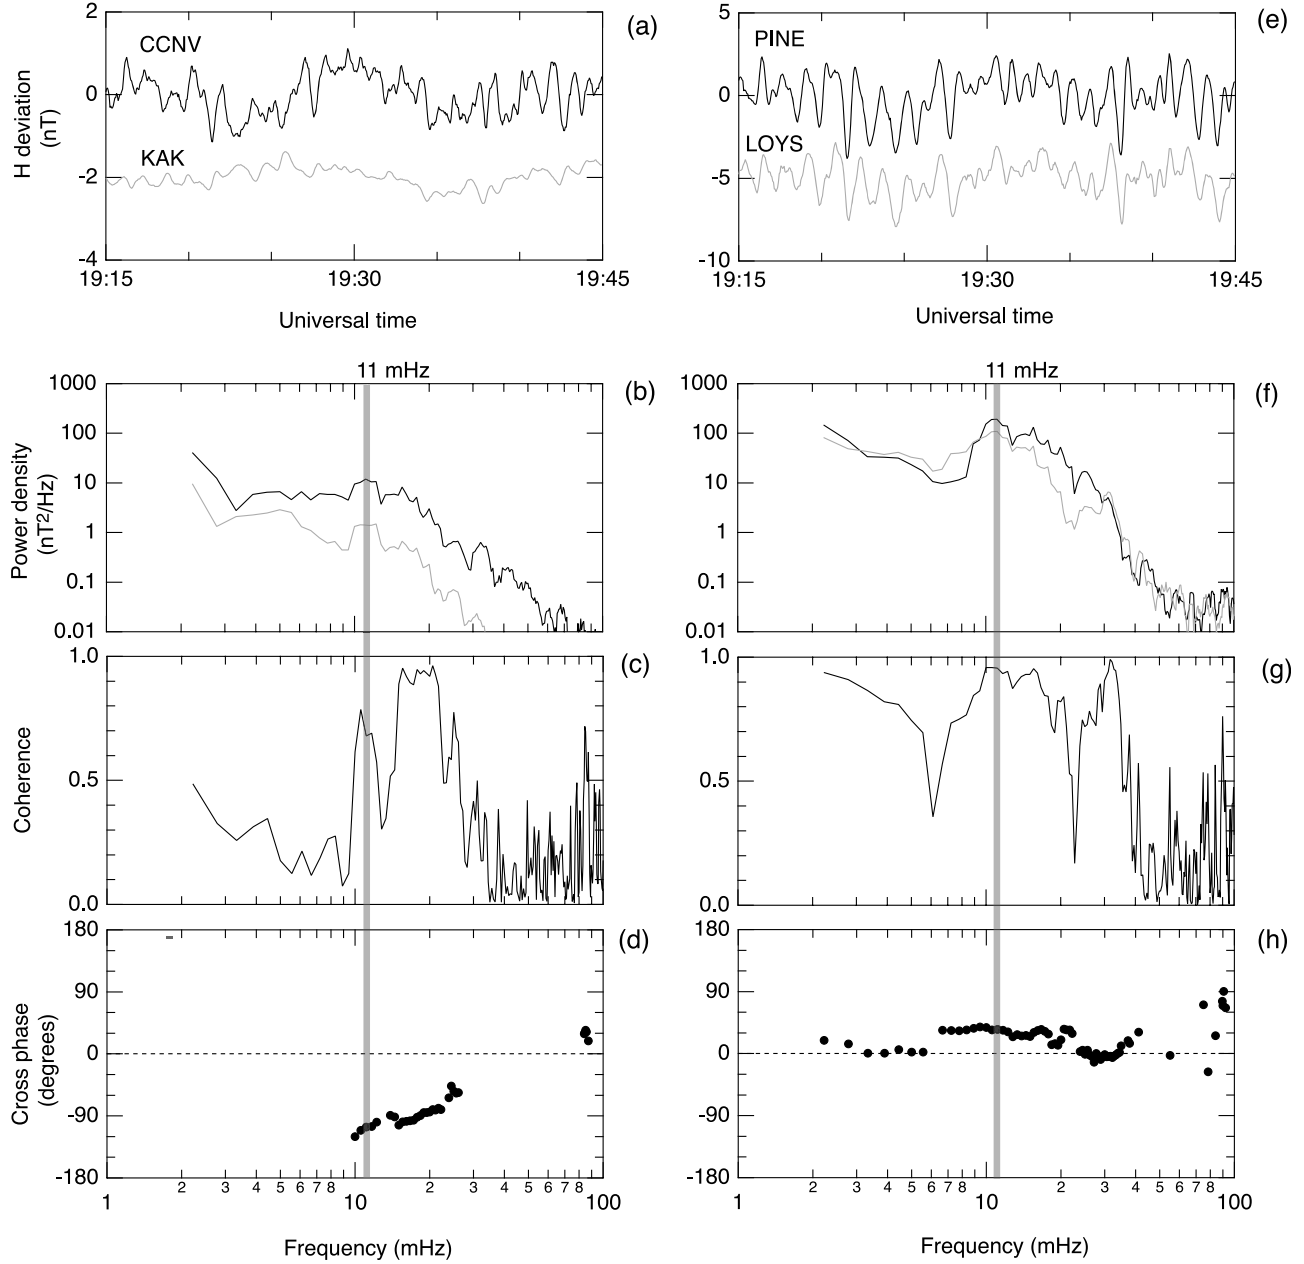 2
0
-2
-4
H deviation
(nT)
CCNV
KAK
(a)
19:15
19:30
19:45
Universal time
5
0
-5
-10
PINE
LOYS
(e)
19:15
19:30
19:45
Universal time
11 mHz
1000
100
10
1
0.1
0.01
Power density
(nT2/Hz)
(b)
11 mHz
1000
100
10
1
0.1
0.01
(f)
1.0
0.5
0.0
Coherence
(c)
1.0
0.5
0.0
(g)
180
90
0
-90
-180
Cross phase
(degrees)
(d)
1 2 3 4 5 6 7 8 10 2 3 4 5 6 7 8 100
Frequency (mHz)
180
90
0
-90
-180
(h)
1 2 3 4 5 6 7 8 10 2 3 4 5 6 7 8 100
Frequency (mHz)